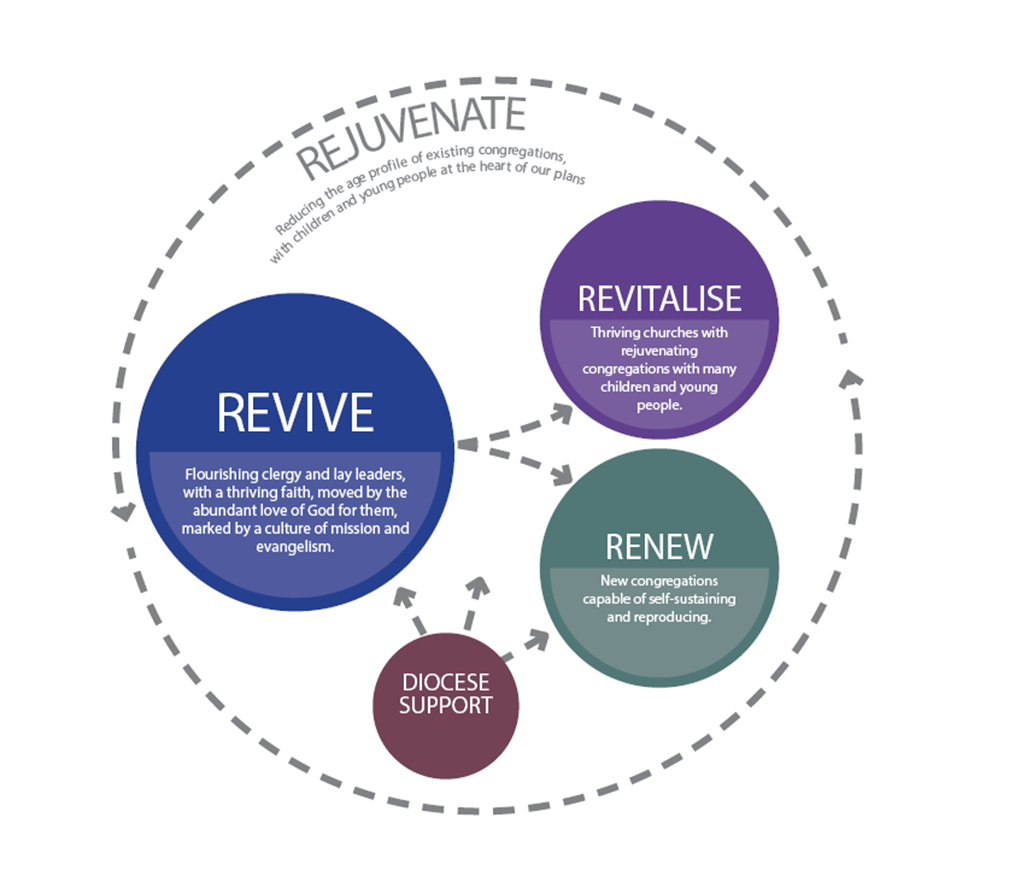 REJUVENATE
Reducing the age profile of existing congregations,
with children and young people at the heart of our plans
REVITALISE
Thriving churches with
rejuvenating
congregations with many
children and young
people.
REVIVE
Flourishing clergy and lay leaders,
with a thriving faith, moved by the
abundant love of God for them,
marked by a culture of mission and
evangelism.
RENEW
New congregations
capable of self-sustaining
and reproducing.
DIOCESE
SUPPORT